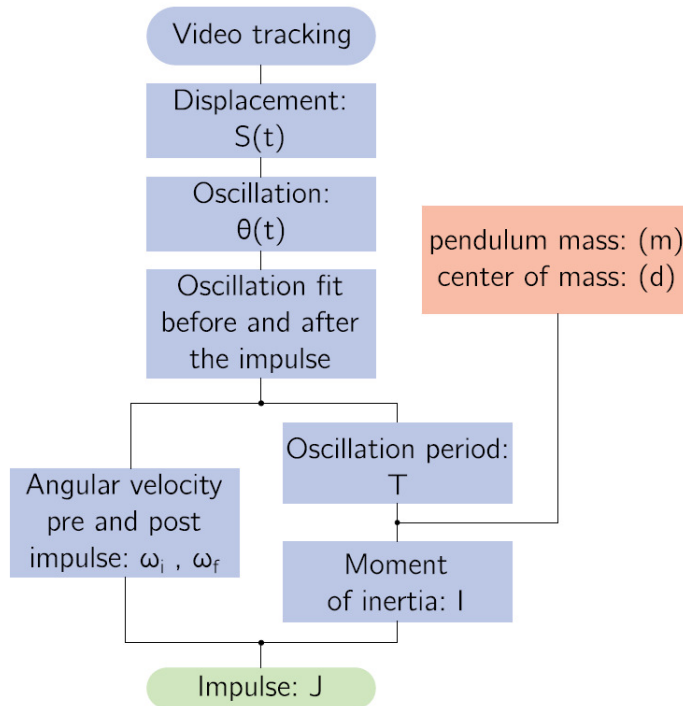 Video tracking
Displacement:
S(t)
Oscillation:
θ(t)
pendulum mass: (m)
center of mass: (d)
Oscillation fit
before and after
the impulse
Oscillation period:
T
Angular velocity
pre and post
impulse: ωᵢ , ω_f
Moment
of inertia: I
Impulse: J